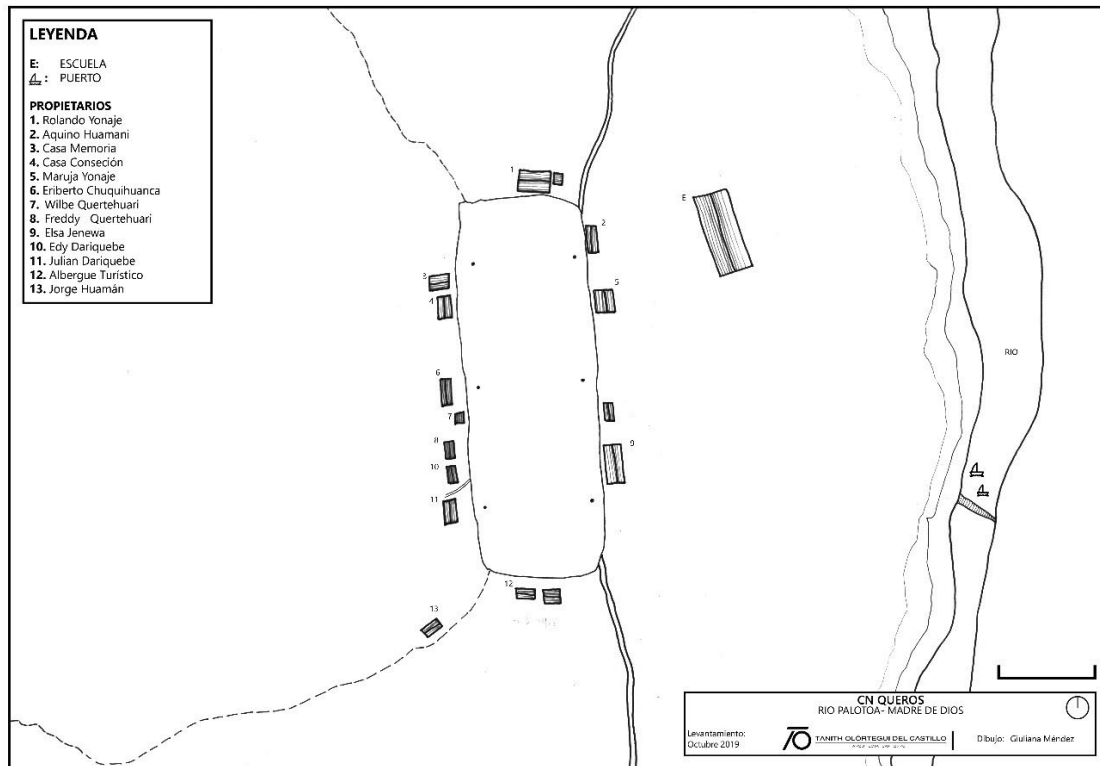 LEYENDA
E: ESCUELA
: PUERTO
PROPIETARIOS
1. Rolando Yonaje
2. Aquino Huamani
3. Casa Memoria
4. Casa Conseción
5. Maruja Yonaje
6. Eriberto Chuquihuanca
7. Wilbe Quertehuari
8. Freddy Quertehuari
9. Elsa Jenewa
10. Edy Dariquebe
11. Julian Dariquebe
12. Albergue Turístico
13. Jorge Huamán
1
E
2
3
5
4
RIO
6
7
8
9
10
11
12
13
CN QUEROS
RIO PALOTOA- MADRE DE DIOS
Levantamiento:
Octubre 2019
TO TANITH OLÓRTEGUI DEL CASTILLO
Dibujo: Giuliana Méndez